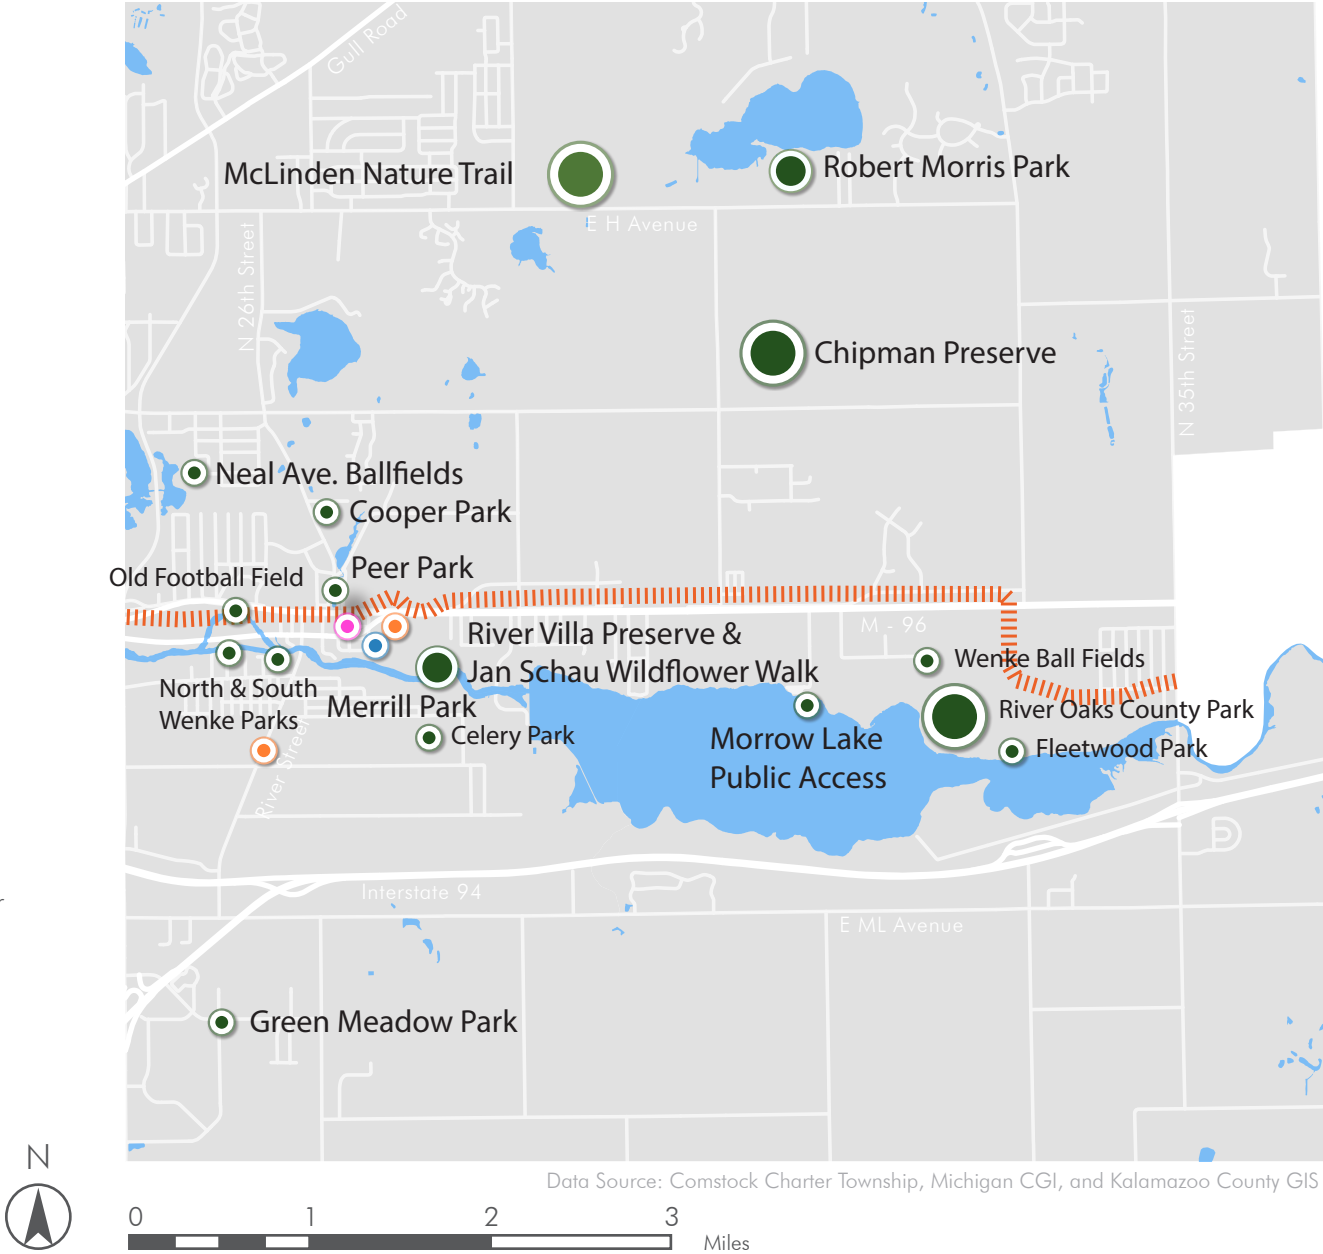 Gull Road
McLinden Nature Trail
Robert Morris Park
E H Avenue
N 26th Street
N 35th Street
Chipman Preserve
Neal Ave. Ballfields
Cooper Park
Peer Park
Old Football Field
M - 96
River Villa Preserve &
Jan Schau Wildflower Walk
Wenke Ball Fields
North & South
Wenke Parks
Merrill Park
River Oaks County Park
Celery Park
Morrow Lake
Public Access
Fleetwood Park
River Street
Interstate 94
E ML Avenue
Green Meadow Park
N
Data Source: Comstock Charter Township, Michigan CGI, and Kalamazoo County GIS
0 1 2 3
Miles